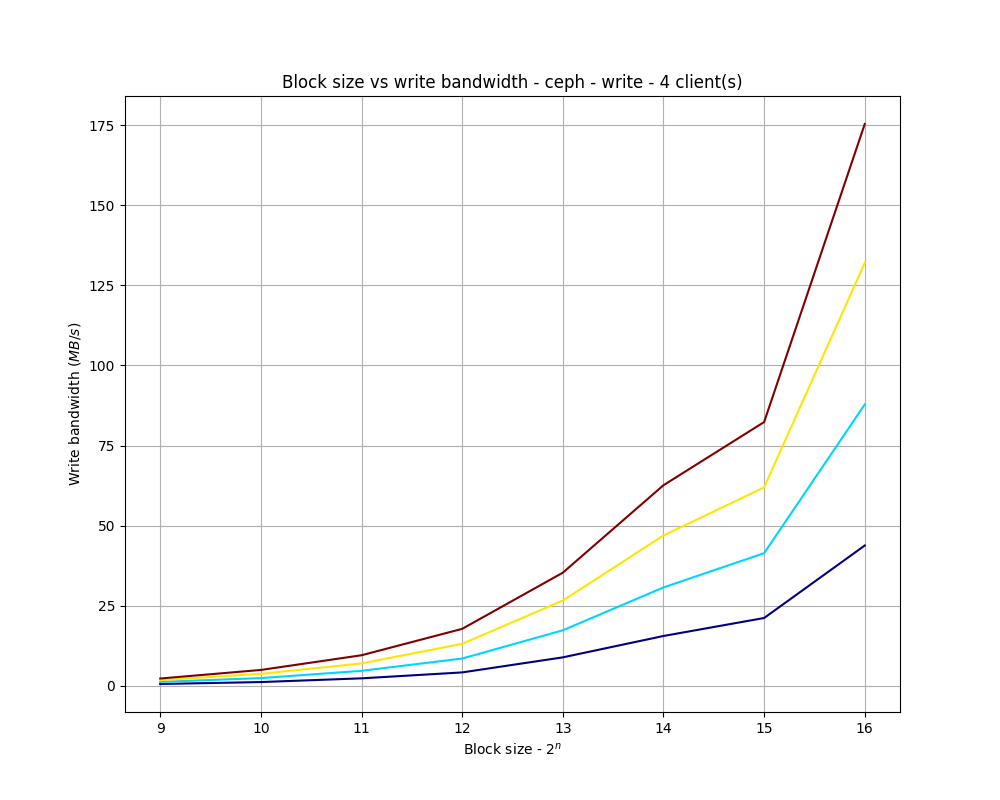 Block size vs write bandwidth - ceph - write - 4 client(s)
175
150
125
100
75
50
25
0
Write bandwidth (MB/s)
9 10 11 12 13 14 15 16
Block size - 2ⁿ